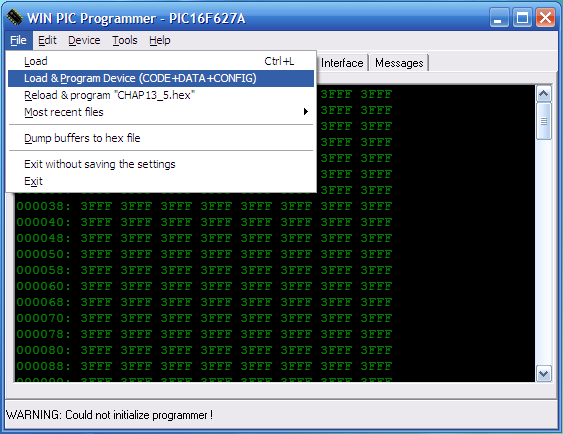 WIN PIC Programmer - PIC16F627A
File Edit Device Tools Help
Load Ctrl+L
Interface Messages
Load & Program Device (CODE+DATA+CONFIG)
Reload & program "CHAP13_5.hex"
Most recent files
Dump buffers to hex file
Exit without saving the settings
Exit
3FFF 3FFF
3FFF 3FFF
3FFF 3FFF
3FFF 3FFF
3FFF 3FFF
3FFF 3FFF
3FFF 3FFF
000038: 3FFF 3FFF 3FFF 3FFF 3FFF 3FFF 3FFF 3FFF
000040: 3FFF 3FFF 3FFF 3FFF 3FFF 3FFF 3FFF 3FFF
000048: 3FFF 3FFF 3FFF 3FFF 3FFF 3FFF 3FFF 3FFF
000050: 3FFF 3FFF 3FFF 3FFF 3FFF 3FFF 3FFF 3FFF
000058: 3FFF 3FFF 3FFF 3FFF 3FFF 3FFF 3FFF 3FFF
000060: 3FFF 3FFF 3FFF 3FFF 3FFF 3FFF 3FFF 3FFF
000068: 3FFF 3FFF 3FFF 3FFF 3FFF 3FFF 3FFF 3FFF
000070: 3FFF 3FFF 3FFF 3FFF 3FFF 3FFF 3FFF 3FFF
000078: 3FFF 3FFF 3FFF 3FFF 3FFF 3FFF 3FFF 3FFF
000080: 3FFF 3FFF 3FFF 3FFF 3FFF 3FFF 3FFF 3FFF
000088: 3FFF 3FFF 3FFF 3FFF 3FFF 3FFF 3FFF 3FFF
WARNING: Could not initialize programmer !